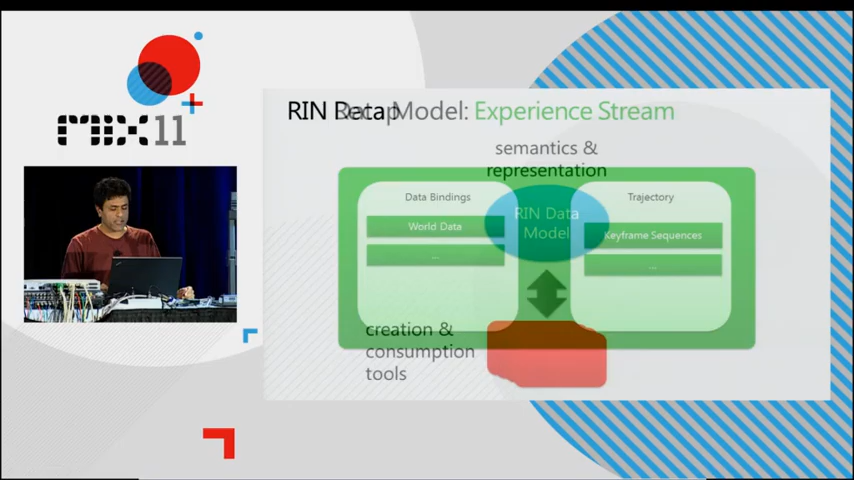 MIX11
RIN Data Model: Experience Stream
Recap
semantics &
representation
Data Bindings
World Data
...
RIN Data
Model
Trajectory
Keyframe Sequences
...
creation &
consumption
tools